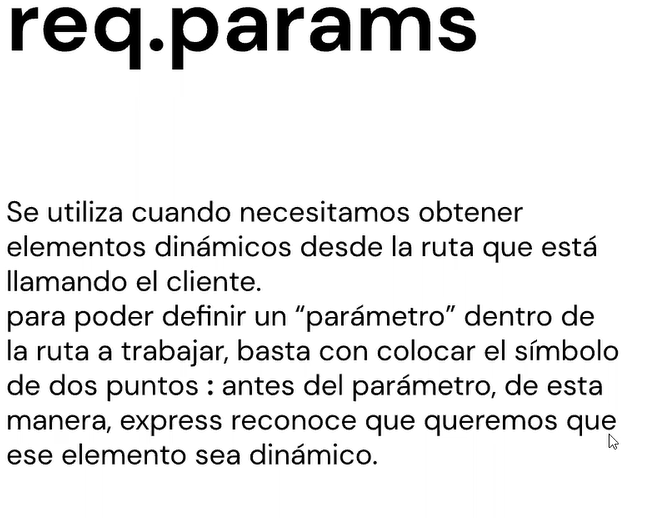 req.params
Se utiliza cuando necesitamos obtener
elementos dinámicos desde la ruta que está
llamando el cliente.
para poder definir un “parámetro” dentro de
la ruta a trabajar, basta con colocar el símbolo
de dos puntos : antes del parámetro, de esta
manera, express reconoce que queremos que
ese elemento sea dinámico.